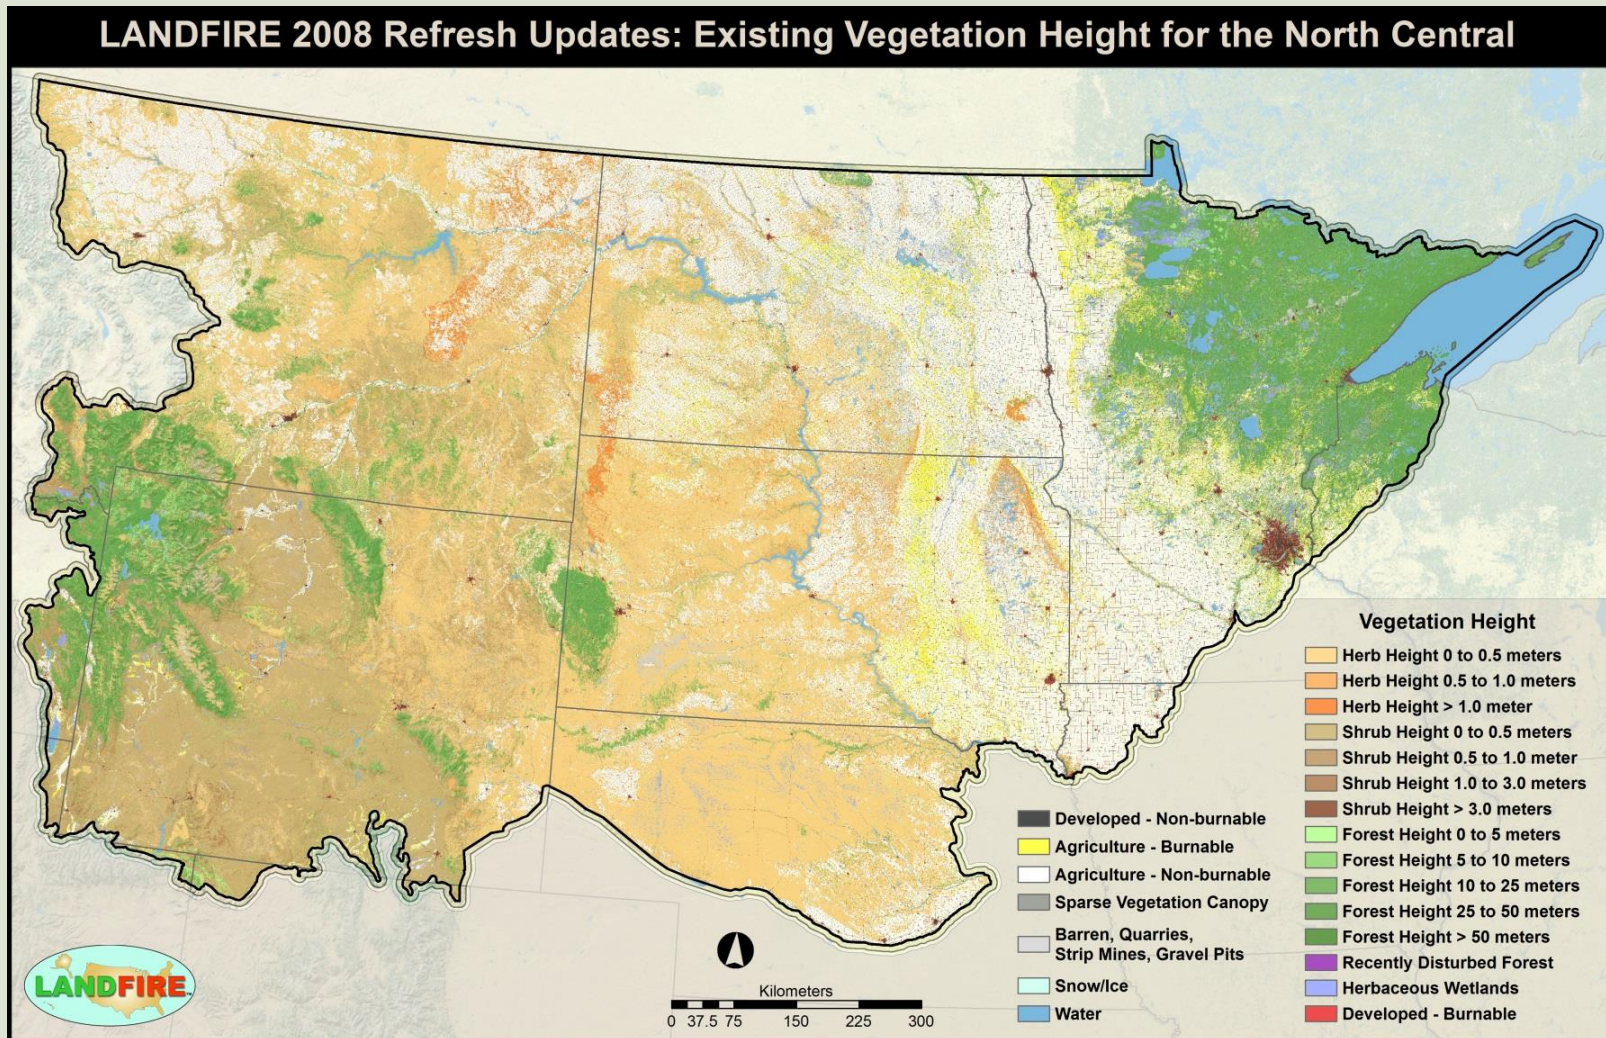 LANDFIRE 2008 Refresh Updates: Existing Vegetation Height for the North Central
Vegetation Height
Herb Height 0 to 0.5 meters
Herb Height 0.5 to 1.0 meters
Herb Height > 1.0 meter
Shrub Height 0 to 0.5 meters
Shrub Height 0.5 to 1.0 meter
Shrub Height 1.0 to 3.0 meters
Shrub Height > 3.0 meters
Forest Height 0 to 5 meters
Forest Height 5 to 10 meters
Forest Height 10 to 25 meters
Forest Height 25 to 50 meters
Forest Height > 50 meters
Recently Disturbed Forest
Herbaceous Wetlands
Developed - Burnable
Developed - Non-burnable
Agriculture - Burnable
Agriculture - Non-burnable
Sparse Vegetation Canopy
Barren, Quarries,
Strip Mines, Gravel Pits
Snow/Ice
Water
Kilometers
0 37.5 75 150 225 300
LANDFIRE